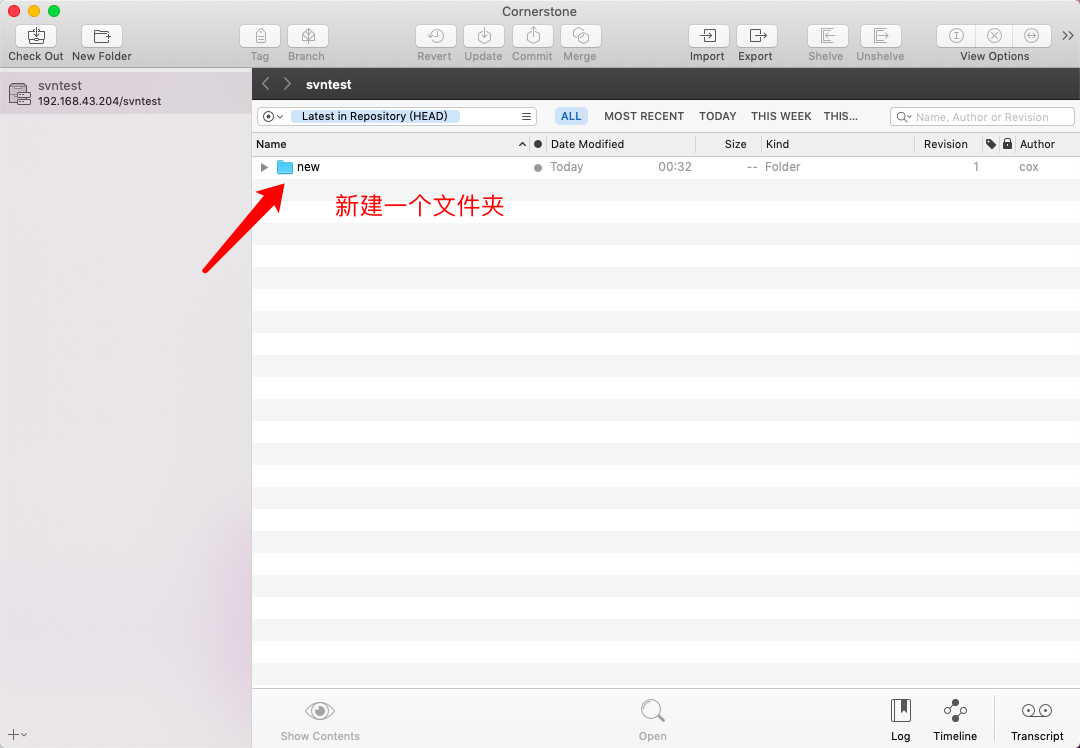 Cornerstone
Check Out New Folder Tag Branch Revert Update Commit Merge Import Export Shelve Unshelve View Options
svntest
192.168.43.204/svntest
svntest
Latest in Repository (HEAD) ALL MOST RECENT TODAY THIS WEEK THIS... Name, Author or Revision
Name Date Modified Size Kind Revision Author
new Today 00:32 -- Folder 1 cox
新建一个文件夹
Show Contents Open Log Timeline Transcript